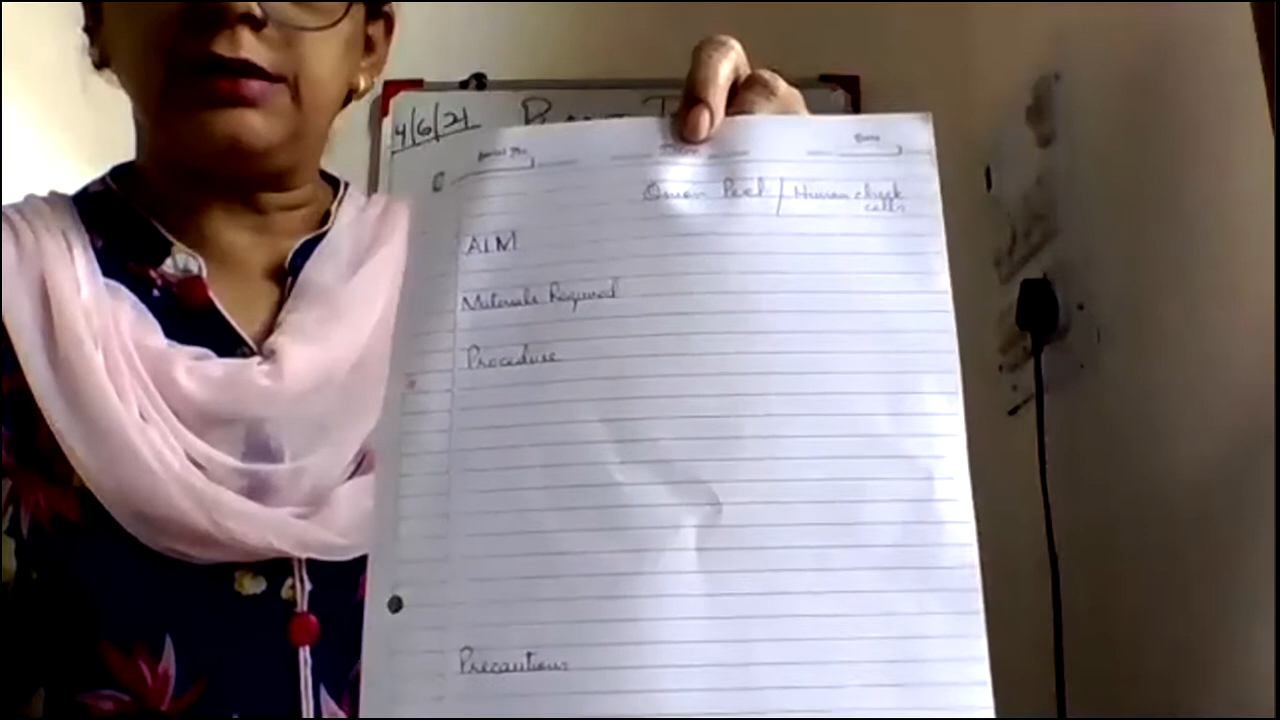 4/6/21
Onion Peel / Human cheek
cells
AIM
Materials Required
Procedure
Precautions